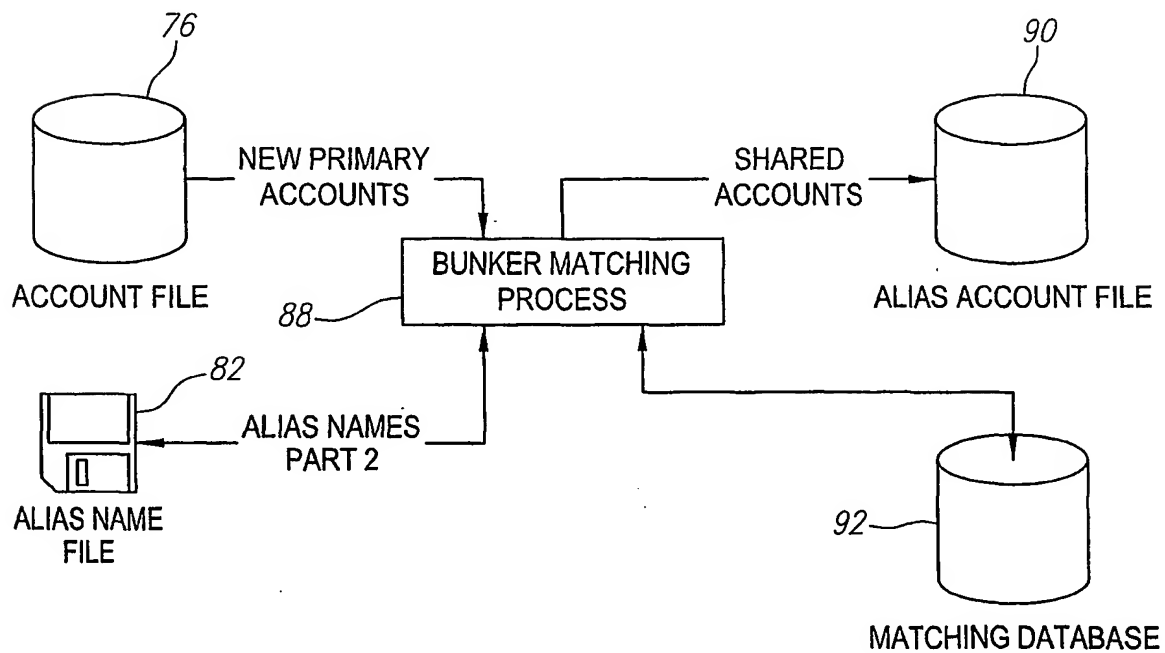 76
90
NEW PRIMARY
ACCOUNTS
SHARED
ACCOUNTS
ACCOUNT FILE
BUNKER MATCHING
PROCESS
ALIAS ACCOUNT FILE
88
82
ALIAS NAMES
PART 2
ALIAS NAME
FILE
92
MATCHING DATABASE